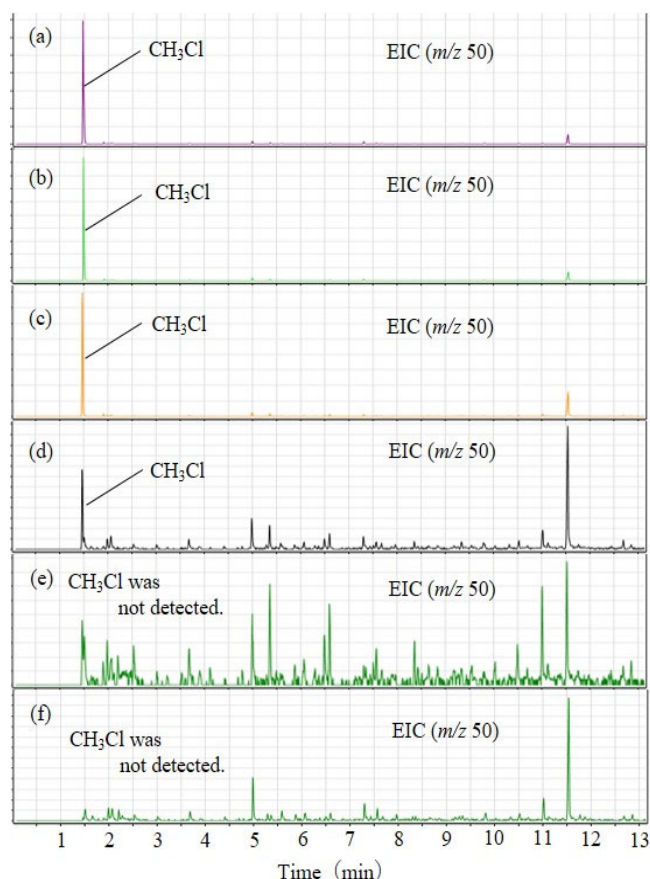 (a)
CH₃Cl
EIC (m/z 50)
(b)
CH₃Cl
EIC (m/z 50)
(c)
CH₃Cl
EIC (m/z 50)
(d)
CH₃Cl
EIC (m/z 50)
(e)
CH₃Cl was
not detected.
EIC (m/z 50)
(f)
CH₃Cl was
not detected.
EIC (m/z 50)
1 2 3 4 5 6 7 8 9 10 11 12 13
Time（min）